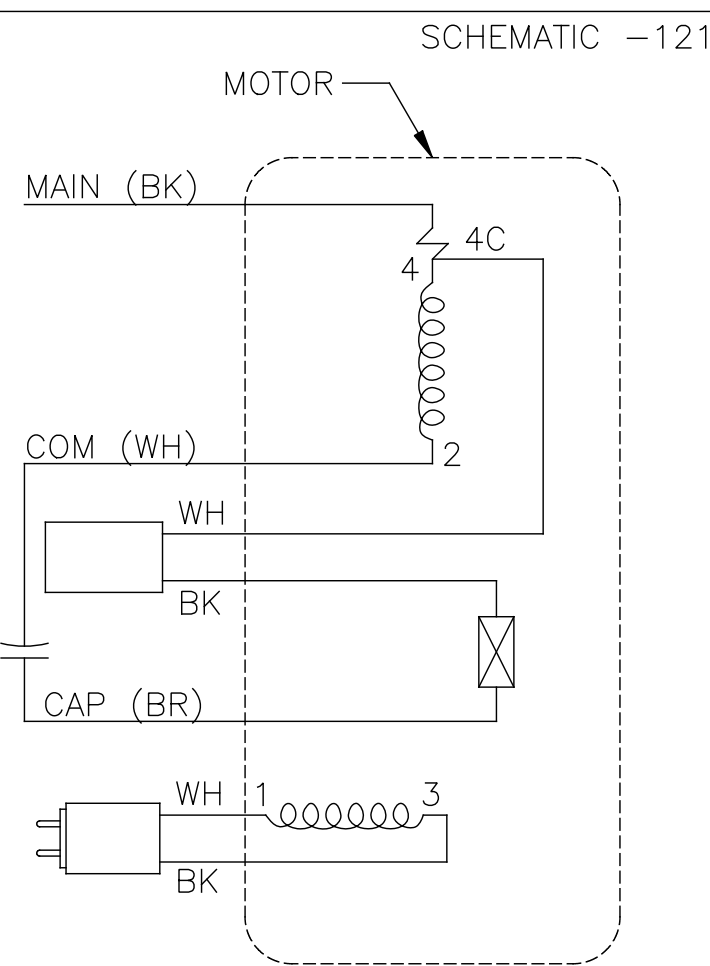 SCHEMATIC -121
MOTOR
MAIN (BK)
4C
4
COM (WH)
2
WH
BK
CAP (BR)
WH
1
3
BK